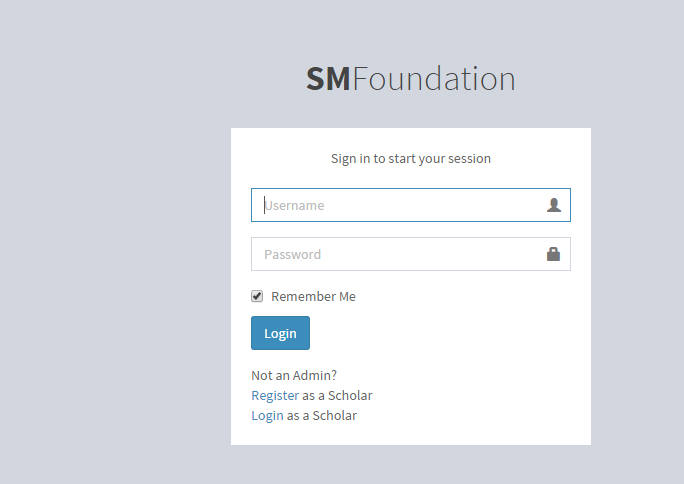 SMFoundation
Sign in to start your session
Username
Password
Remember Me
Login
Not an Admin?
Register as a Scholar
Login as a Scholar